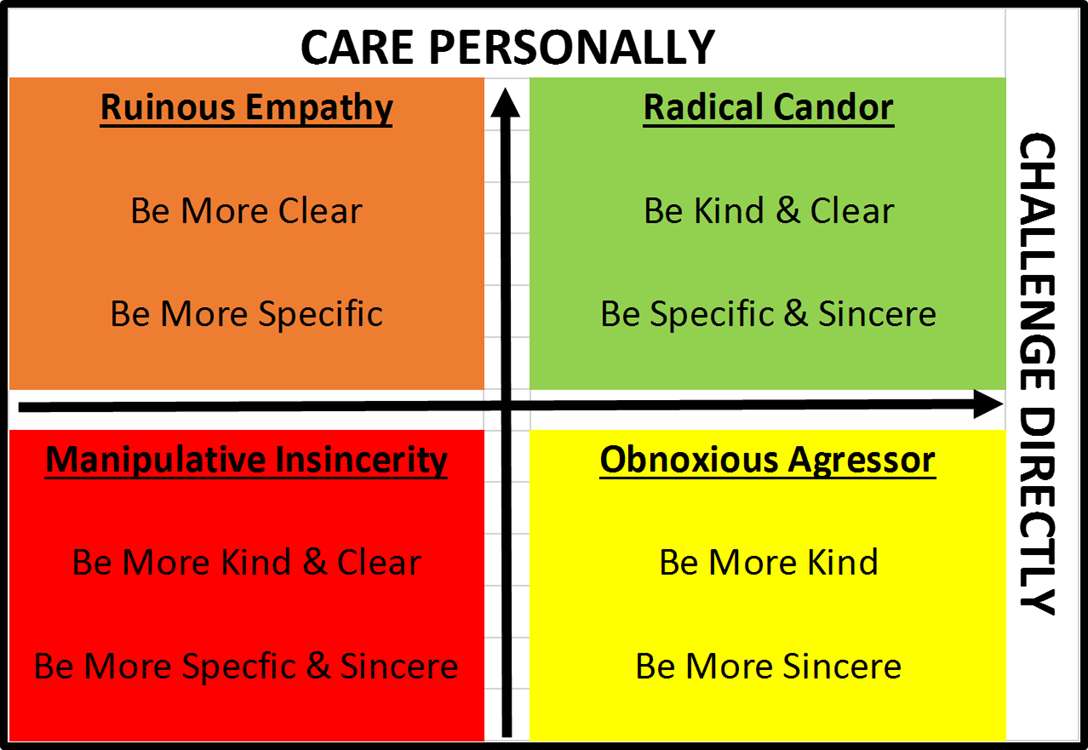 CARE PERSONALLY
Ruinous Empathy
Be More Clear
Be More Specific
Radical Candor
Be Kind & Clear
Be Specific & Sincere
CHALLENGE DIRECTLY
Manipulative Insincerity
Be More Kind & Clear
Be More Specfic & Sincere
Obnoxious Agressor
Be More Kind
Be More Sincere